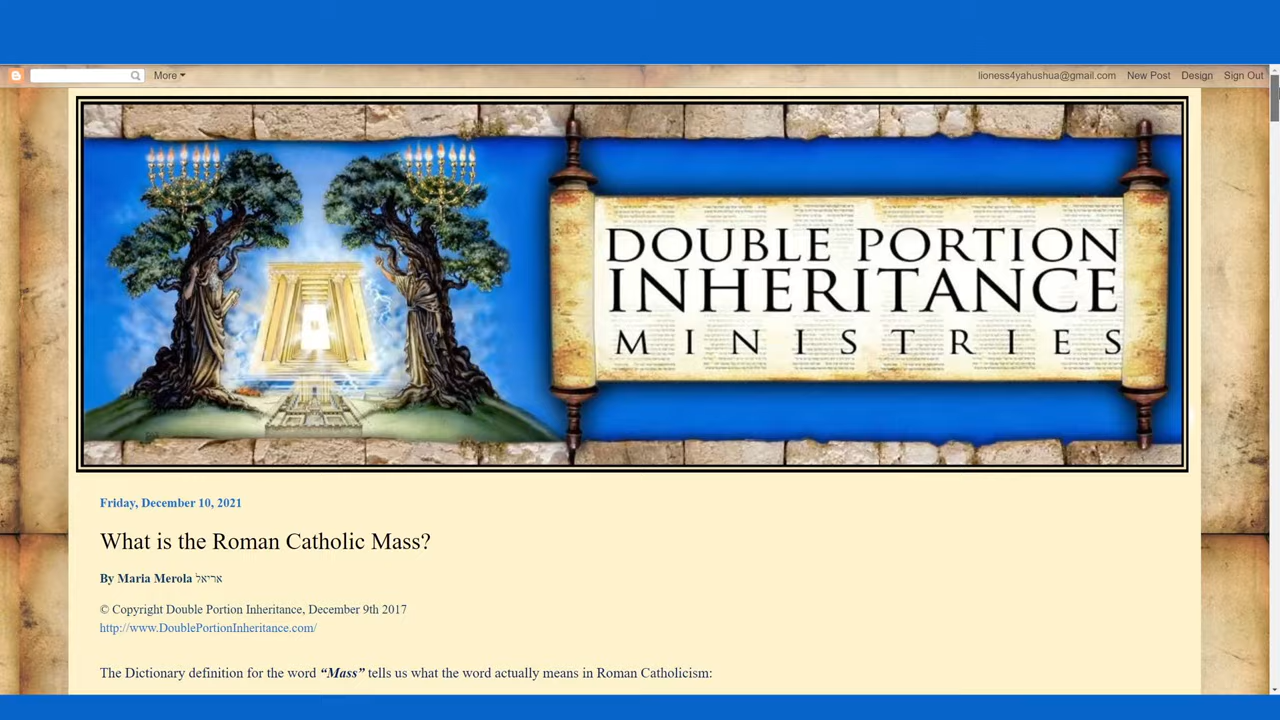 More
lioness4yahushua@gmail.com New Post Design Sign Out
DOUBLE PORTION
INHERITANCE
MINISTRIES
Friday, December 10, 2021
What is the Roman Catholic Mass?
By Maria Merola אריאל
© Copyright Double Portion Inheritance, December 9th 2017
http://www.DoublePortionInheritance.com/
The Dictionary definition for the word “Mass” tells us what the word actually means in Roman Catholicism: